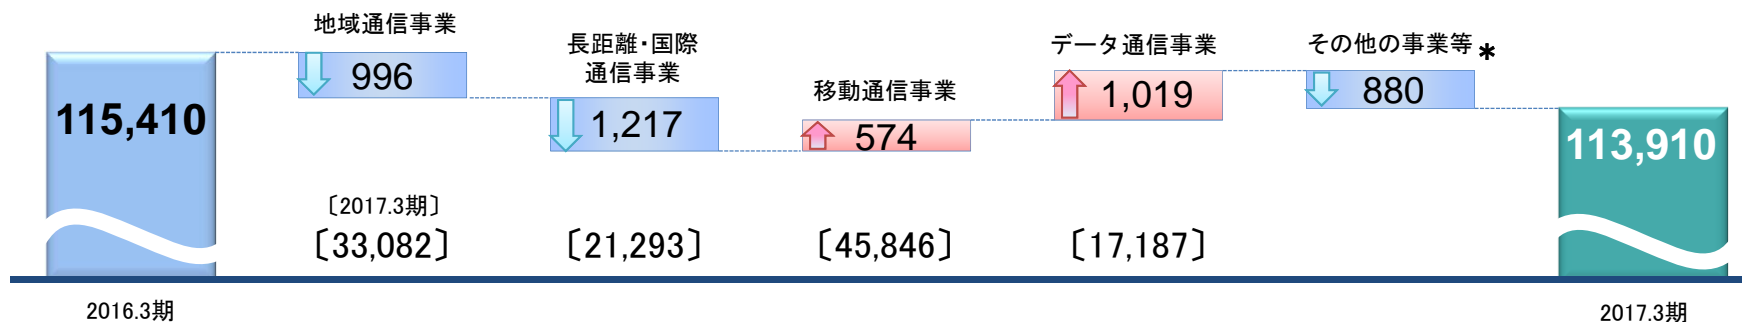 地域通信事業
長距離・国際
通信事業
移動通信事業
データ通信事業
その他の事業等*
115,410
996
1,217
574
1,019
880
113,910
〔2017.3期〕
〔33,082〕
〔21,293〕
〔45,846〕
〔17,187〕
2016.3期
2017.3期